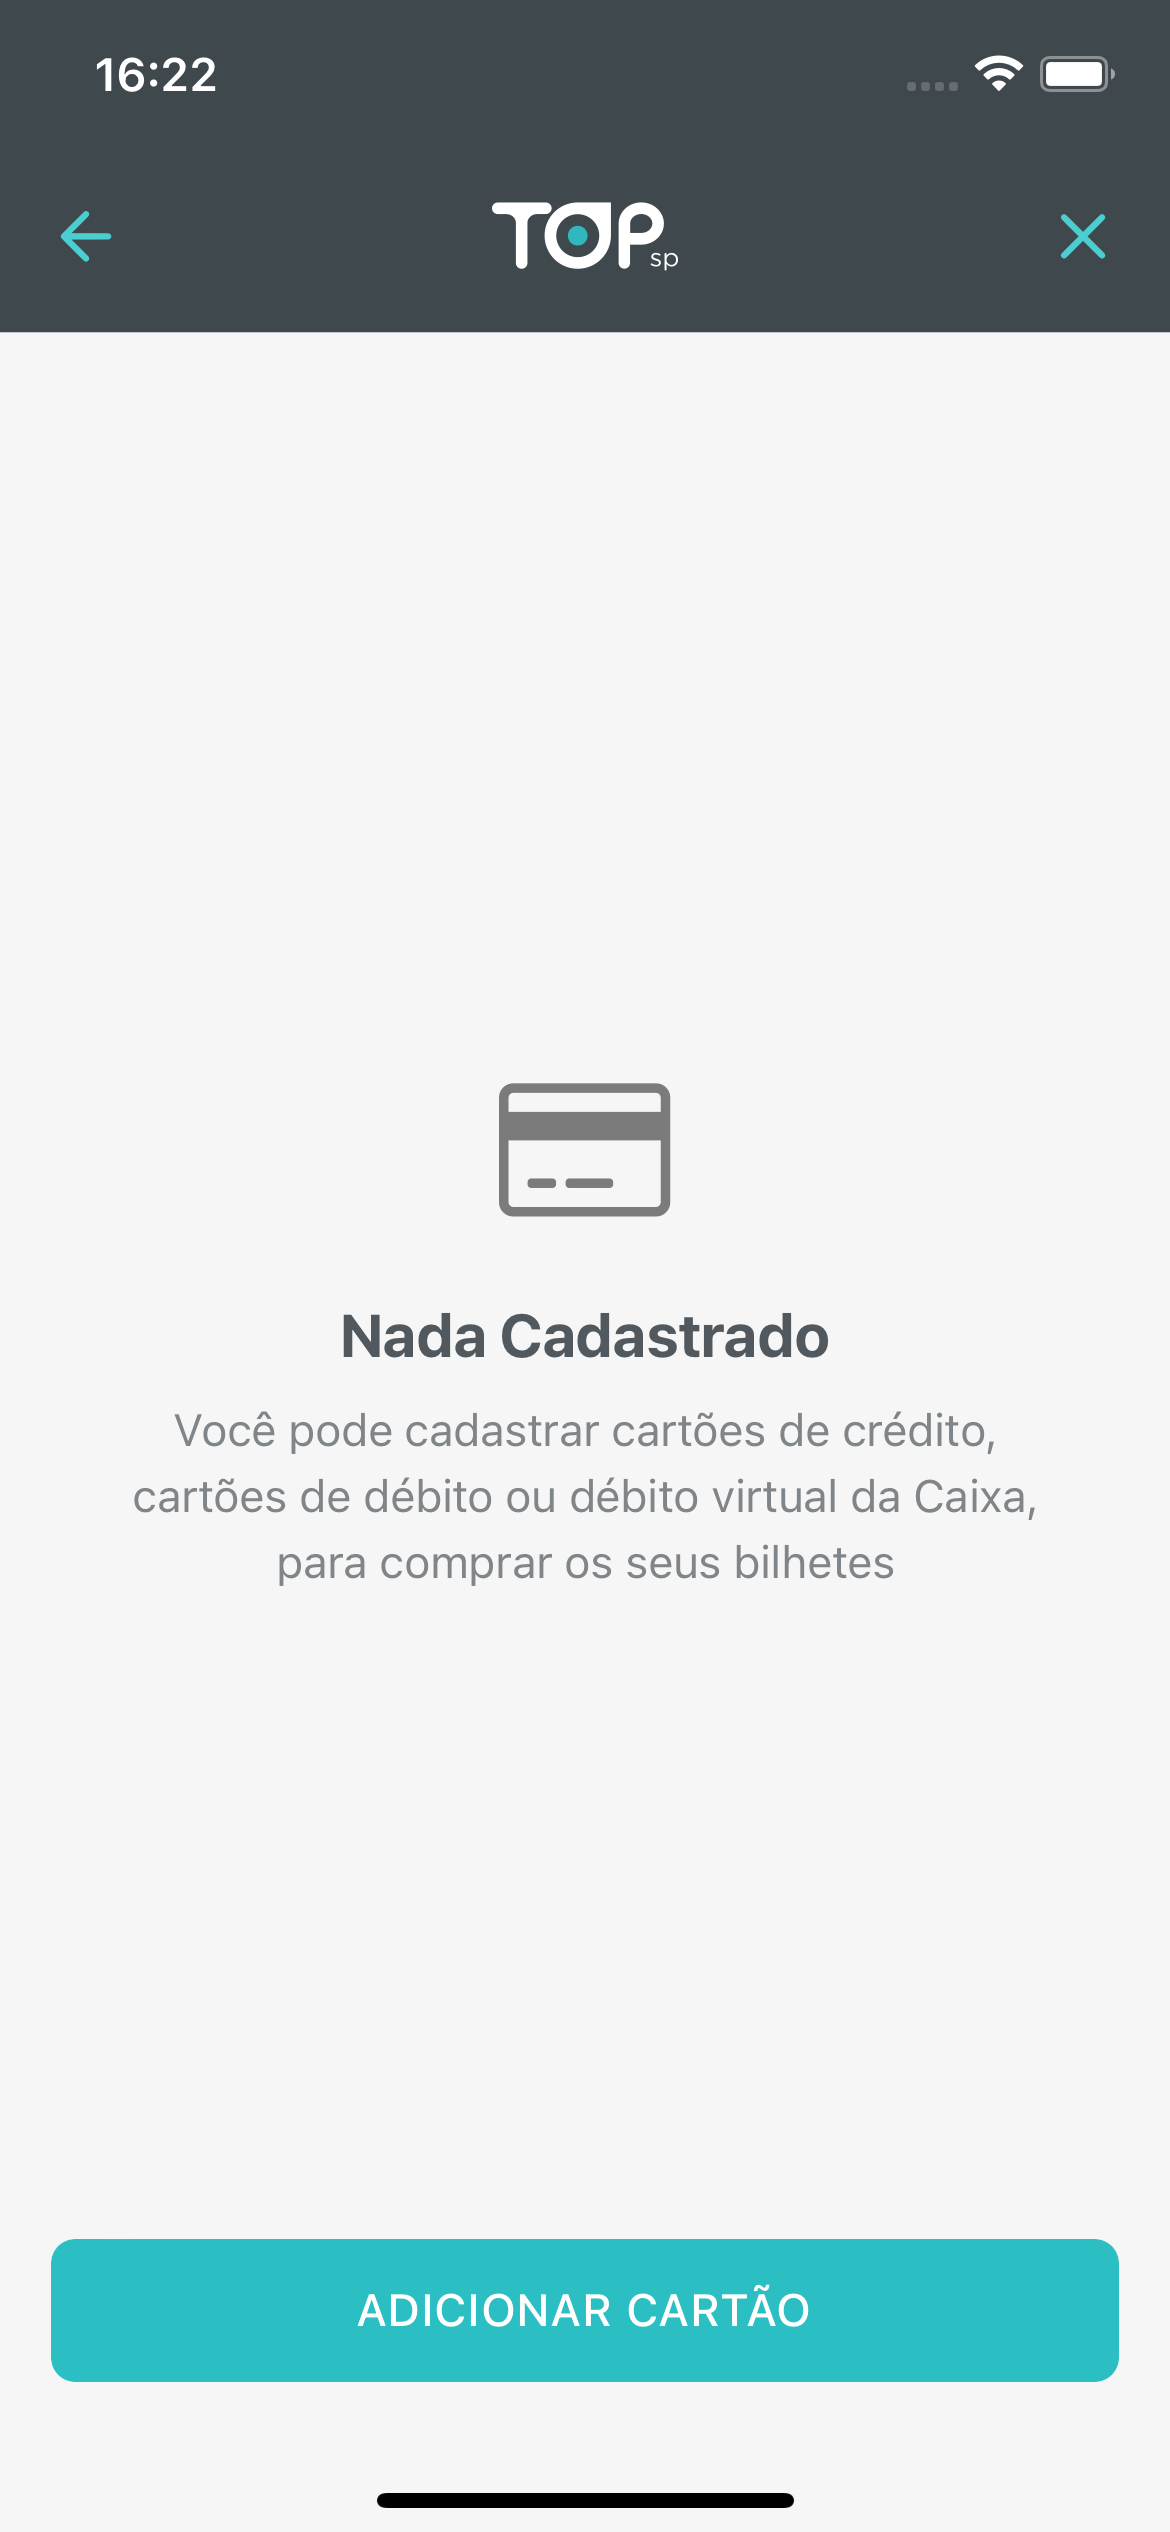 16:22
TOP
sp
Nada Cadastrado
Você pode cadastrar cartões de crédito,
cartões de débito ou débito virtual da Caixa,
para comprar os seus bilhetes
ADICIONAR CARTÃO